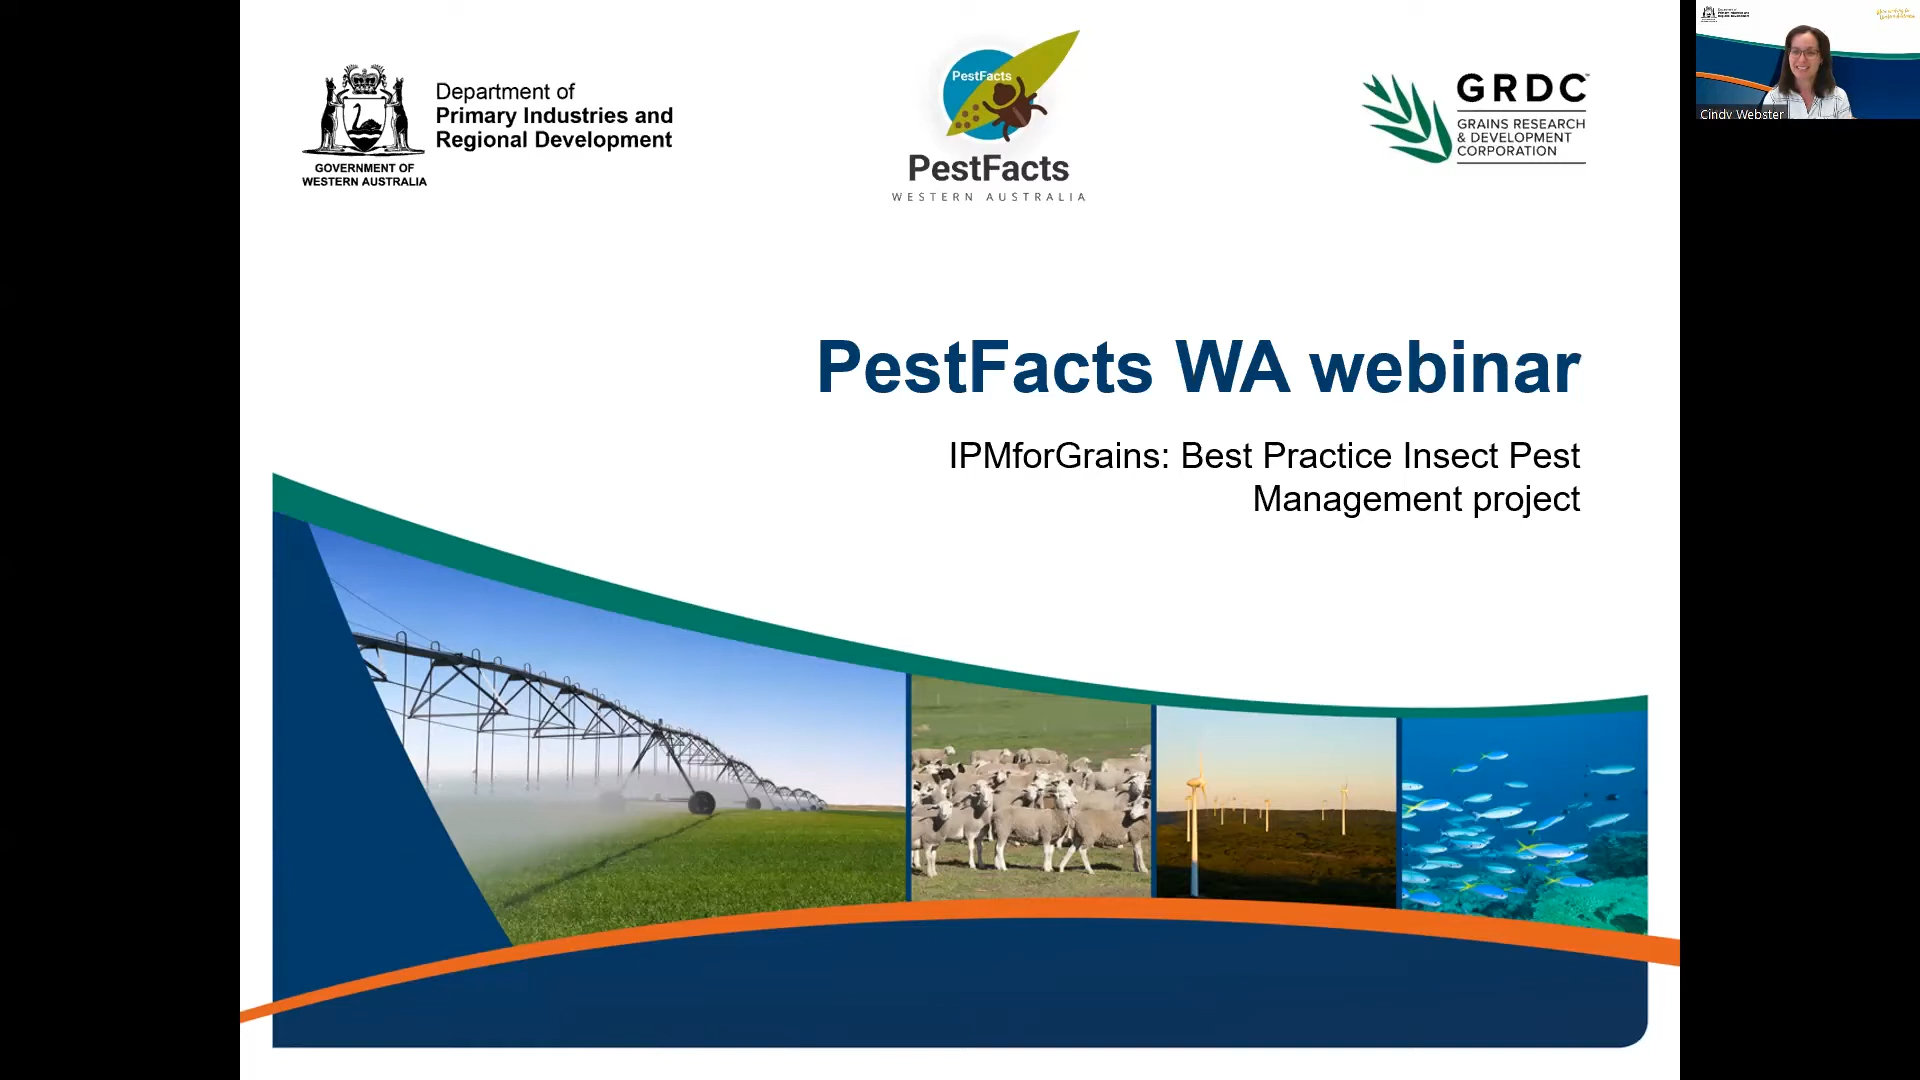 Department of
Primary Industries and
Regional Development
GOVERNMENT OF
WESTERN AUSTRALIA
PestFacts
PestFacts
WESTERN AUSTRALIA
GRDC™
GRAINS RESEARCH
& DEVELOPMENT
CORPORATION
Cindy Webster
PestFacts WA webinar
IPMforGrains: Best Practice Insect Pest
Management project